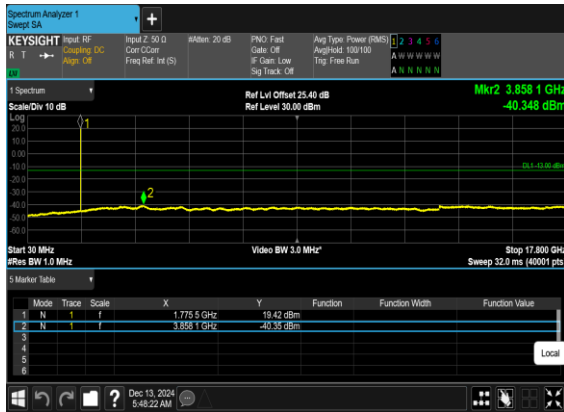 Spectrum Analyzer 1
Swept SA
+
KEYSIGHT Input: RF Input Z: 50 Ω #Atten: 20 dB PNO: Fast Avg Type: Power (RMS) 1 2 3 4 5 6
R T Coupling: DC Corr CCorr Gate: Off Avg|Hold: 100/100
Align: Off Freq Ref: Int (S) IF Gain: Low Trig: Free Run A W W W W W
Sig Track: Off
A N N N N N
1 Spectrum
Scale/Div 10 dB
Ref Lvl Offset 25.40 dB
Ref Level 30.00 dBm
Mkr2 3.858 1 GHz
-40.348 dBm
Log
1
20.0
10.0
0.00
-10.0
DL1 -13.00 dBm
-20.0
-30.0
2
-40.0
-50.0
-60.0
Start 30 MHz Video BW 3.0 MHz* Stop 17.800 GHz
#Res BW 1.0 MHz Sweep 32.0 ms (40001 pts)
5 Marker Table
Mode Trace Scale X Y Function Function Width Function Value
1 N 1 f 1.775 5 GHz 19.42 dBm
2 N 1 f 3.858 1 GHz -40.35 dBm
3
4
5
6
Local
?
Dec 13, 2024
5:48:22 AM